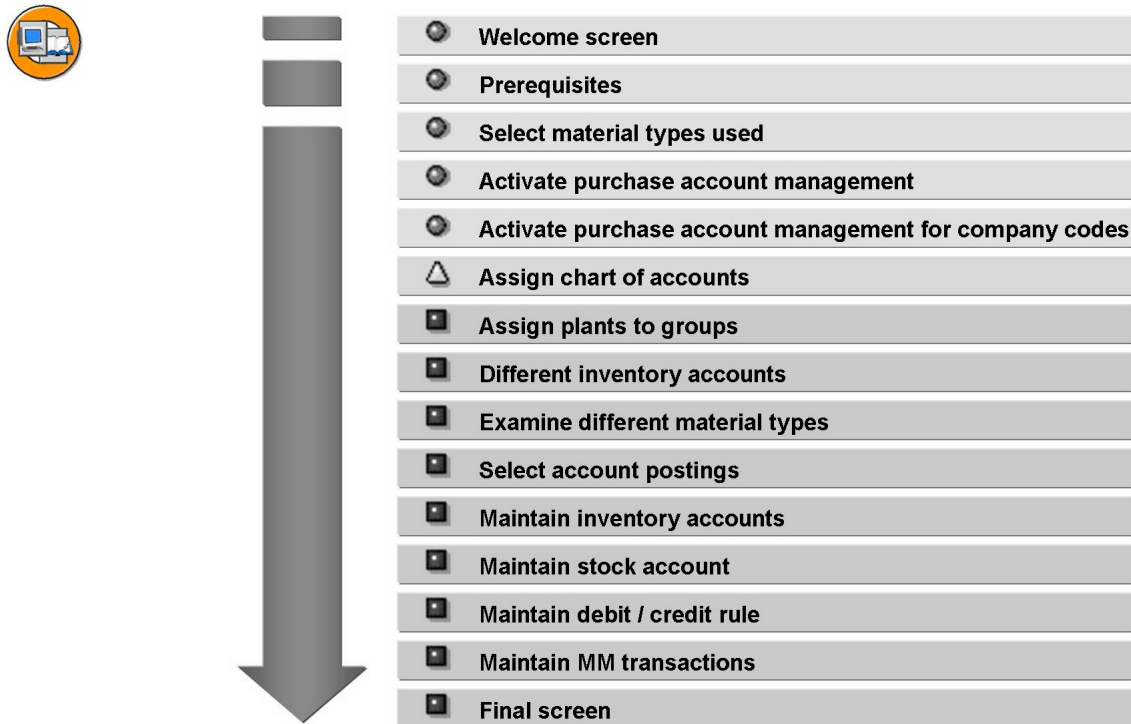 Welcome screen
Prerequisites
Select material types used
Activate purchase account management
Activate purchase account management for company codes
Assign chart of accounts
Assign plants to groups
Different inventory accounts
Examine different material types
Select account postings
Maintain inventory accounts
Maintain stock account
Maintain debit / credit rule
Maintain MM transactions
Final screen